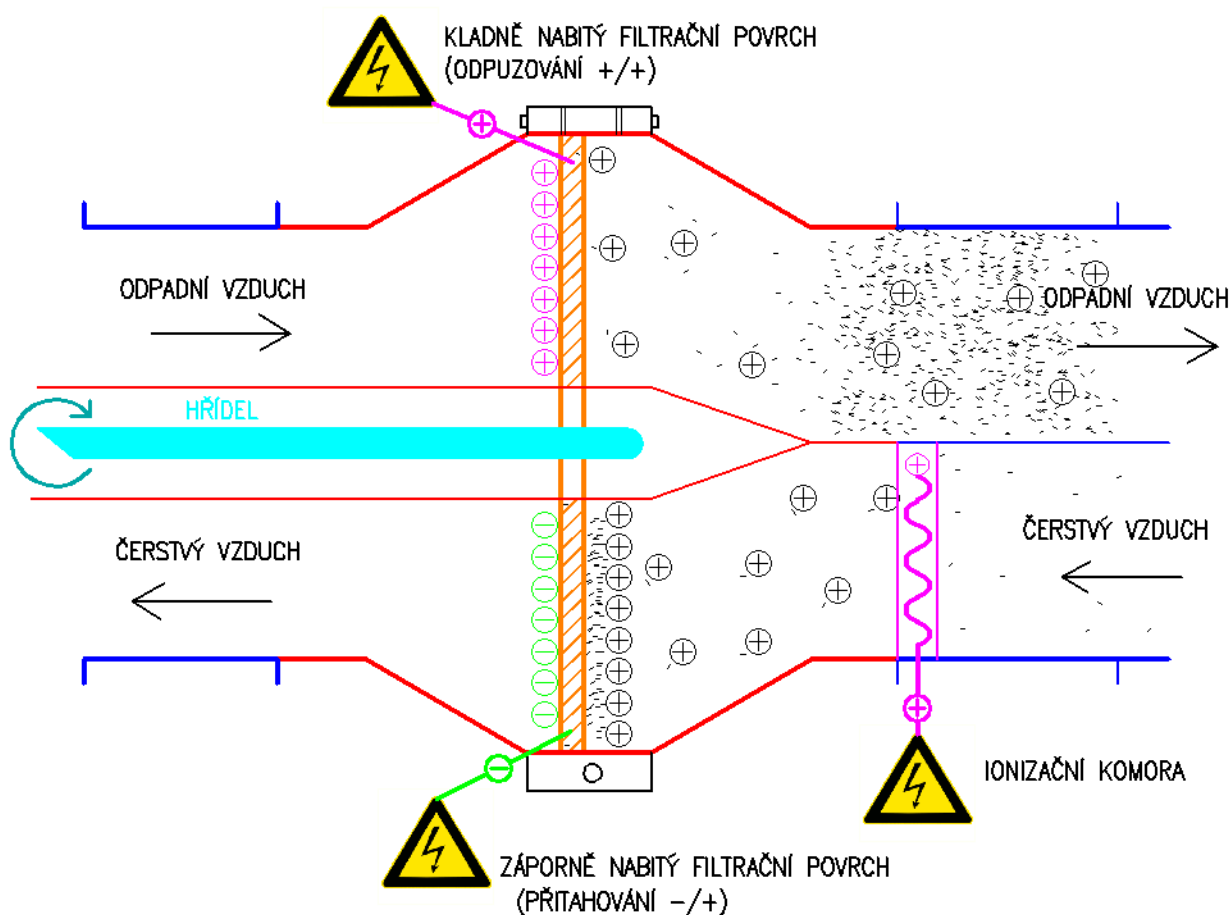 KLADNĚ NABITÝ FILTRAČNÍ POVRCH
(ODPUZOVÁNÍ +/+)
ODPADNÍ VZDUCH
ODPADNÍ VZDUCH
HŘÍDEL
ČERSTVÝ VZDUCH
ČERSTVÝ VZDUCH
IONIZAČNÍ KOMORA
ZÁPORNĚ NABITÝ FILTRAČNÍ POVRCH
(PŘITAHOVÁNÍ -/+)